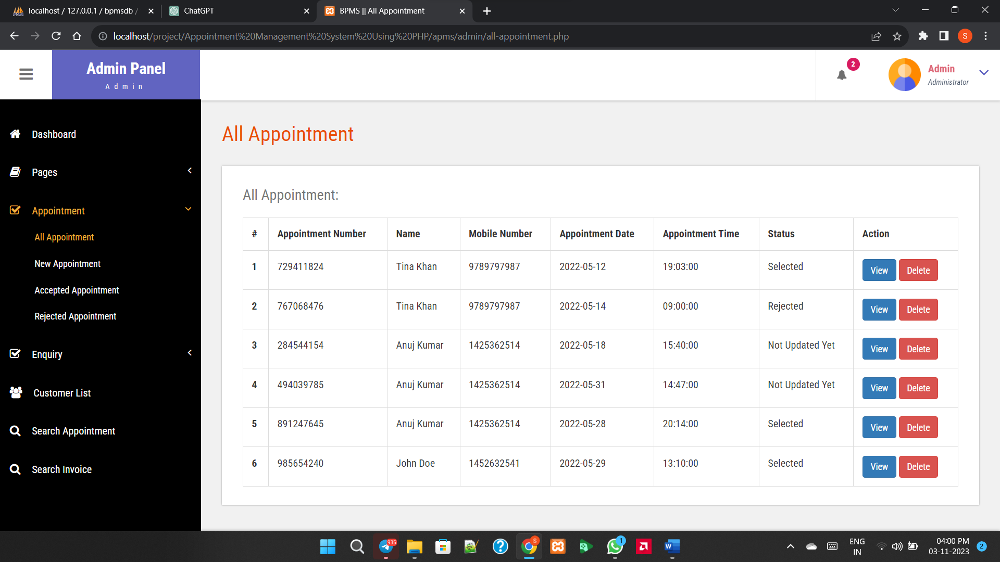 localhost / 127.0.0.1 / bpmsdb /
ChatGPT
BPMS || All Appointment
localhost/project/Appointment%20Management%20System%20Using%20PHP/apms/admin/all-appointment.php
S
Admin Panel
Admin
2
Admin
Administrator
Dashboard
Pages
Appointment
All Appointment
New Appointment
Accepted Appointment
Rejected Appointment
Enquiry
Customer List
Search Appointment
Search Invoice
All Appointment
All Appointment:
# Appointment Number Name Mobile Number Appointment Date Appointment Time Status Action
1 729411824 Tina Khan 9789797987 2022-05-12 19:03:00 Selected View Delete
2 767068476 Tina Khan 9789797987 2022-05-14 09:00:00 Rejected View Delete
3 284544154 Anuj Kumar 1425362514 2022-05-18 15:40:00 Not Updated Yet View Delete
4 494039785 Anuj Kumar 1425362514 2022-05-31 14:47:00 Not Updated Yet View Delete
5 891247645 Anuj Kumar 1425362514 2022-05-28 20:14:00 Selected View Delete
6 985654240 John Doe 1452632541 2022-05-29 13:10:00 Selected View Delete
935
S
1
W
ENG
IN
04:00 PM
03-11-2023
2